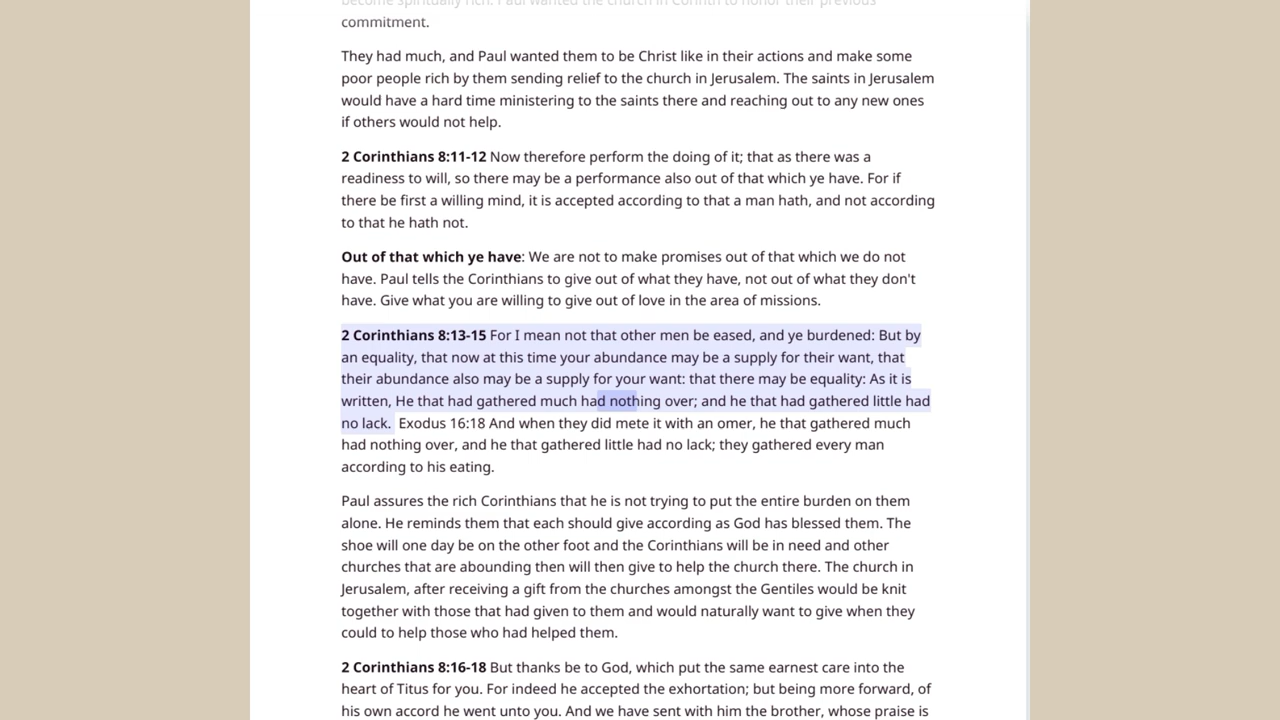 become spiritually rich. Paul wanted the church in Corinth to honor their previous
commitment.
They had much, and Paul wanted them to be Christ like in their actions and make some
poor people rich by them sending relief to the church in Jerusalem. The saints in Jerusalem
would have a hard time ministering to the saints there and reaching out to any new ones
if others would not help.
2 Corinthians 8:11-12 Now therefore perform the doing of it; that as there was a
readiness to will, so there may be a performance also out of that which ye have. For if
there be first a willing mind, it is accepted according to that a man hath, and not according
to that he hath not.
Out of that which ye have: We are not to make promises out of that which we do not
have. Paul tells the Corinthians to give out of what they have, not out of what they don't
have. Give what you are willing to give out of love in the area of missions.
2 Corinthians 8:13-15 For I mean not that other men be eased, and ye burdened: But by
an equality, that now at this time your abundance may be a supply for their want, that
their abundance also may be a supply for your want: that there may be equality: As it is
written, He that had gathered much had nothing over; and he that had gathered little had
no lack. Exodus 16:18 And when they did mete it with an omer, he that gathered much
had nothing over, and he that gathered little had no lack; they gathered every man
according to his eating.
Paul assures the rich Corinthians that he is not trying to put the entire burden on them
alone. He reminds them that each should give according as God has blessed them. The
shoe will one day be on the other foot and the Corinthians will be in need and other
churches that are abounding then will then give to help the church there. The church in
Jerusalem, after receiving a gift from the churches amongst the Gentiles would be knit
together with those that had given to them and would naturally want to give when they
could to help those who had helped them.
2 Corinthians 8:16-18 But thanks be to God, which put the same earnest care into the
heart of Titus for you. For indeed he accepted the exhortation; but being more forward, of
his own accord he went unto you. And we have sent with him the brother, whose praise is